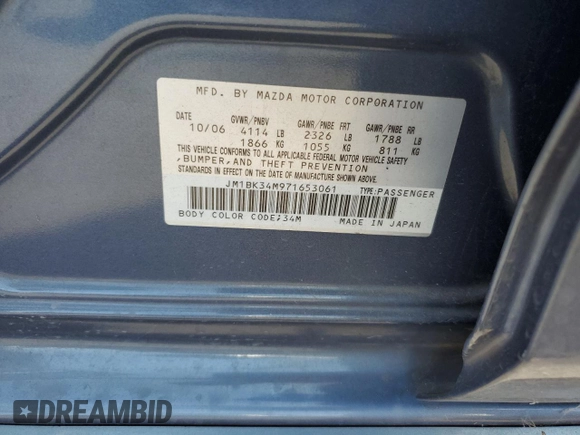 MFD. BY MAZDA MOTOR CORPORATION
GVWR/PNBV GAWR/PNBE FRT GAWR/PNBE RR
10/06 4114 LB 2326 LB 1788 LB
1866 KG 1055 KG 811 KG
THIS VEHICLE CONFORMS TO ALL APPLICABLE FEDERAL MOTOR VEHICLE SAFETY
,BUMPER,AND THEFT PREVENTION
STANDARDS IN EFFECT ON THE DATE OF MANUFACTURE SHOWN ABOVE.
JM1BK34M971653061 TYPE:PASSENGER
BODY COLOR CODE;34M MADE IN JAPAN
DREAMBID